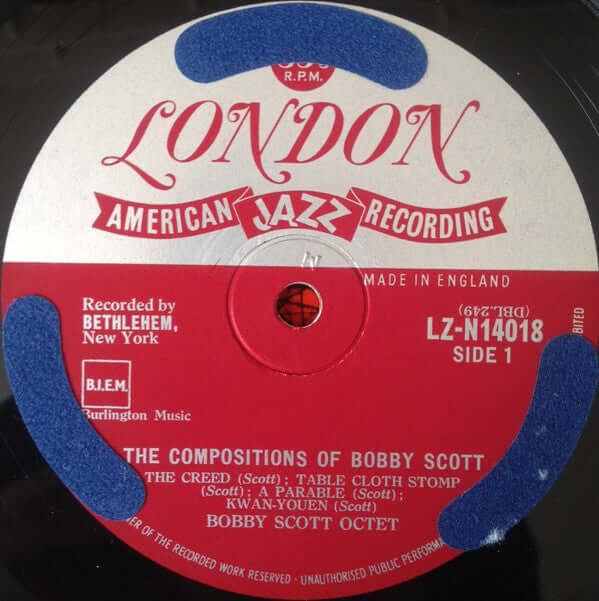 R.P.M.
LONDON
AMERICAN JAZZ RECORDING
MADE IN ENGLAND
Recorded by
BETHLEHEM,
New York
(DBL.249)
LZ-N14018
SIDE 1
B.I.E.M.
Burlington Music
THE COMPOSITIONS OF BOBBY SCOTT
THE CREED (Scott); TABLE CLOTH STOMP
(Scott); A PARABLE (Scott);
KWAN-YOUEN (Scott)
BOBBY SCOTT OCTET
OF THE RECORDED WORK RESERVED · UNAUTHORISED PUBLIC